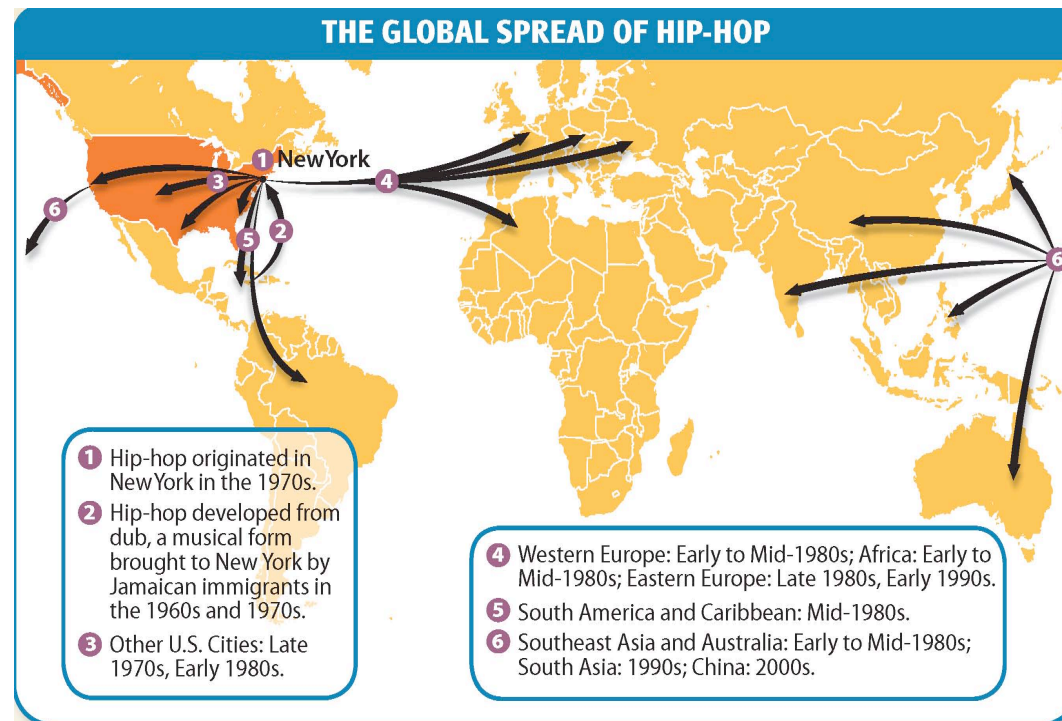 THE GLOBAL SPREAD OF HIP-HOP
1 New York
3
4
6
2
5
6
1 Hip-hop originated in
New York in the 1970s.
2 Hip-hop developed from
dub, a musical form
brought to New York by
Jamaican immigrants in
the 1960s and 1970s.
3 Other U.S. Cities: Late
1970s, Early 1980s.
4 Western Europe: Early to Mid-1980s; Africa: Early to
Mid-1980s; Eastern Europe: Late 1980s, Early 1990s.
5 South America and Caribbean: Mid-1980s.
6 Southeast Asia and Australia: Early to Mid-1980s;
South Asia: 1990s; China: 2000s.